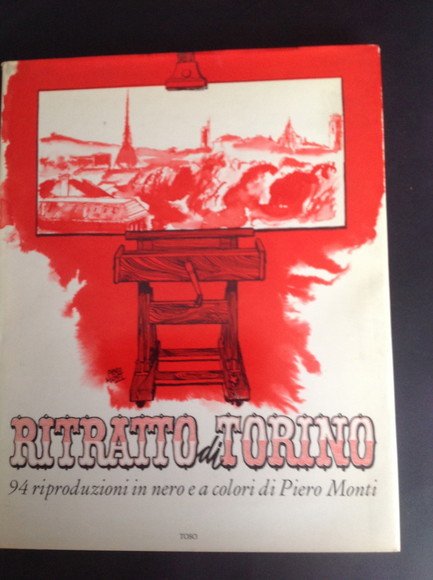 RITRATTO di TORINO
94 riproduzioni in nero e a colori di Piero Monti
TOSO